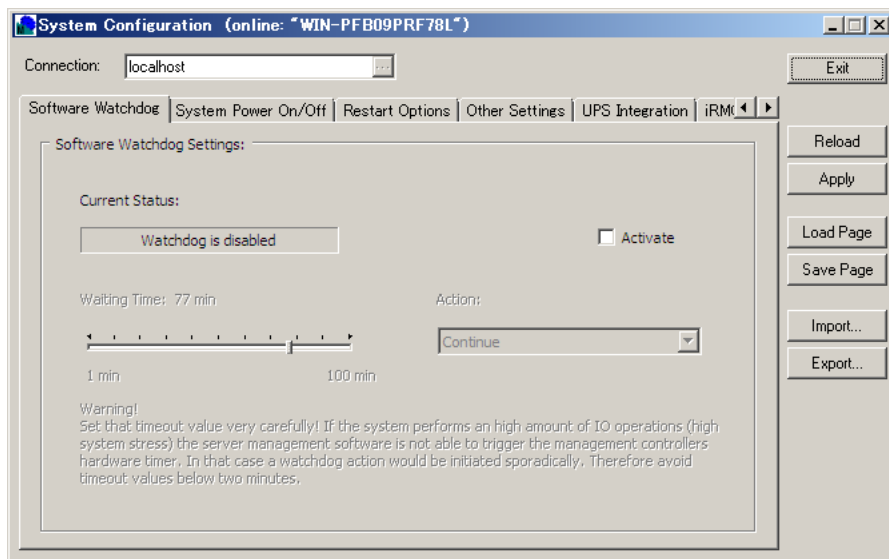 System Configuration (online: "WIN-PFB09PRF78L")
Connection:
localhost
...
Exit
Software Watchdog
System Power On/Off
Restart Options
Other Settings
UPS Integration
Reload
Apply
Load Page
Save Page
Import...
Export...
Software Watchdog Settings:
Current Status:
Watchdog is disabled
Activate
Waiting Time: 77 min
Action:
Continue
1 min
100 min
Warning!
Set that timeout value very carefully! If the system performs an high amount of IO operations (high
system stress) the server management software is not able to trigger the management controllers
hardware timer. In that case a watchdog action would be initiated sporadically. Therefore avoid
timeout values below two minutes.